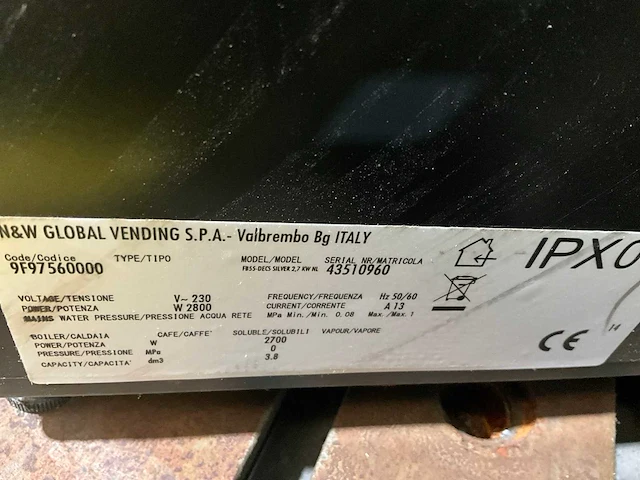 N&W GLOBAL VENDING S.P.A.- Valbrembo Bg ITALY
Code/Codice TYPE/TIPO MODEL/MODEL SERIAL NR/MATRICOLA
9F97560000 FB55-DECS SILVER 2,7 KW NL 43510960
IPX0
VOLTAGE/TENSIONE V~ 230 FREQUENCY/FREQUENZA Hz 50/60
POWER/POTENZA W 2800 CURRENT/CORRENTE A 13
MAINS WATER PRESSURE/PRESSIONE ACQUA RETE MPa Min./Min. 0.08 Max./Max. 1
BOILER/CALDAIA CAFE/CAFFE' SOLUBLE/SOLUBILI VAPOUR/VAPORE
POWER/POTENZA W 2700
PRESSURE/PRESSIONE MPa 0
CAPACITY/CAPACITA' dm3 3.8
CE
14